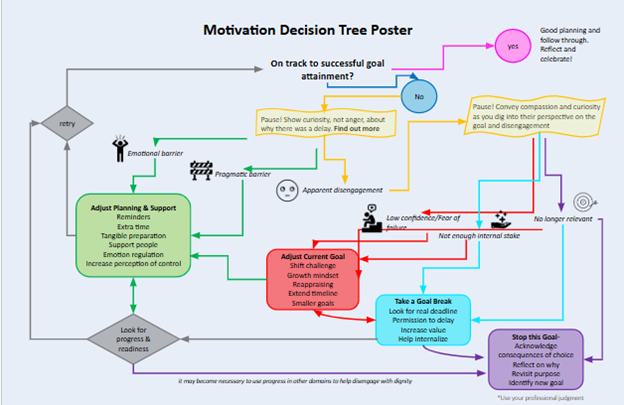 Motivation Decision Tree Poster
On track to successful goal
attainment?
yes
Good planning and
follow through.
Reflect and
celebrate!
No
retry
Pause! Show curiosity, not anger, about
why there was a delay. Find out more
Pause! Convey compassion and curiosity
as you dig into their perspective on the
goal and disengagement
Emotional barrier
Pragmatic barrier
Apparent disengagement
Low confidence/Fear of
failure
Not enough internal stake
No longer relevant
Adjust Planning & Support
Reminders
Extra time
Tangible preparation
Support people
Emotion regulation
Increase perception of control
Adjust Current Goal
Shift challenge
Growth mindset
Reappraising
Extend timeline
Smaller goals
Take a Goal Break
Look for real deadline
Permission to delay
Increase value
Help internalize
Look for
progress &
readiness
Stop this Goal-
Acknowledge
consequences of choice
Reflect on why
Revisit purpose
Identify new goal
it may become necessary to use progress in other domains to help disengage with dignity
*Use your professional judgment